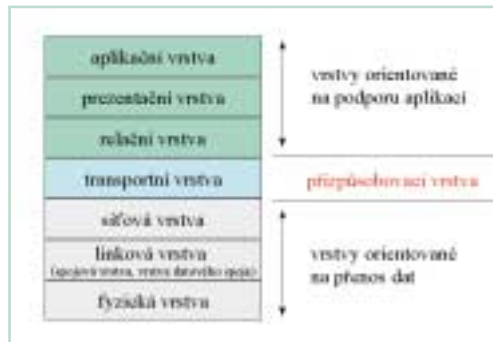 aplikační vrstva
prezentační vrstva
relační vrstva
transportní vrstva
síťová vrstva
linková vrstva
(spojová vrstva, vrstva datového spoje)
fyzická vrstva
vrstvy orientované
na podporu aplikací
přizpůsobovací vrstva
vrstvy orientované
na přenos dat